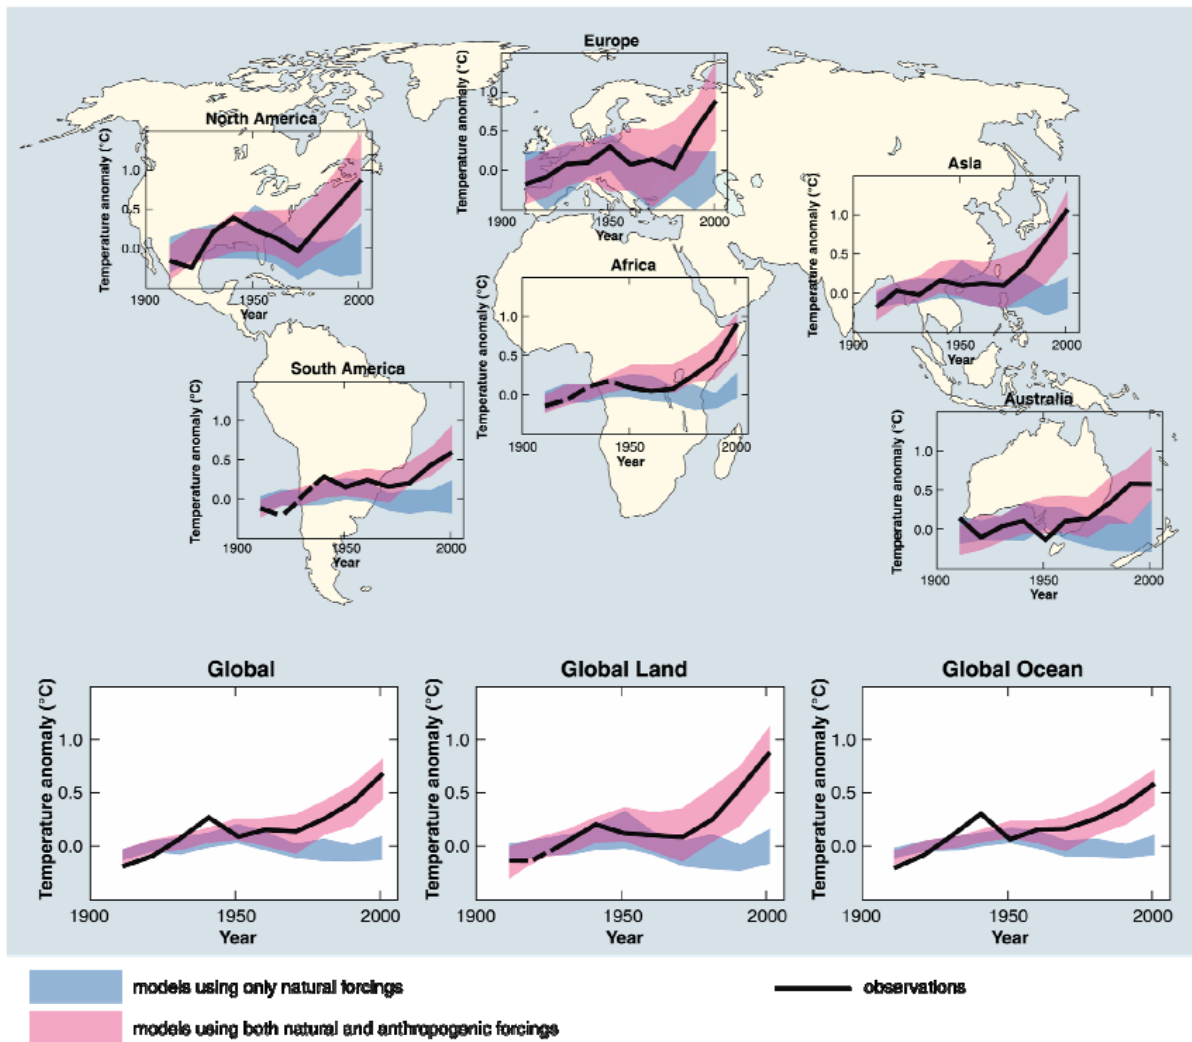 Europe
Temperature anomaly (°C)
1.0
0.5
0.0
1900
1950
2000
Year
North America
Temperature anomaly (°C)
1.0
0.5
0.0
1900
1950
2000
Year
Asia
Temperature anomaly (°C)
1.0
0.5
0.0
1900
1950
2000
Year
Africa
Temperature anomaly (°C)
1.0
0.5
0.0
1900
1950
2000
Year
South America
Temperature anomaly (°C)
1.0
0.5
0.0
1900
1950
2000
Year
Australia
Temperature anomaly (°C)
1.0
0.5
0.0
1900
1950
2000
Year
Global
Temperature anomaly (°C)
1.0
0.5
0.0
1900
1950
2000
Year
Global Land
Temperature anomaly (°C)
1.0
0.5
0.0
1900
1950
2000
Year
Global Ocean
Temperature anomaly (°C)
1.0
0.5
0.0
1900
1950
2000
Year
models using only natural forcings
observations
models using both natural and anthropogenic forcings